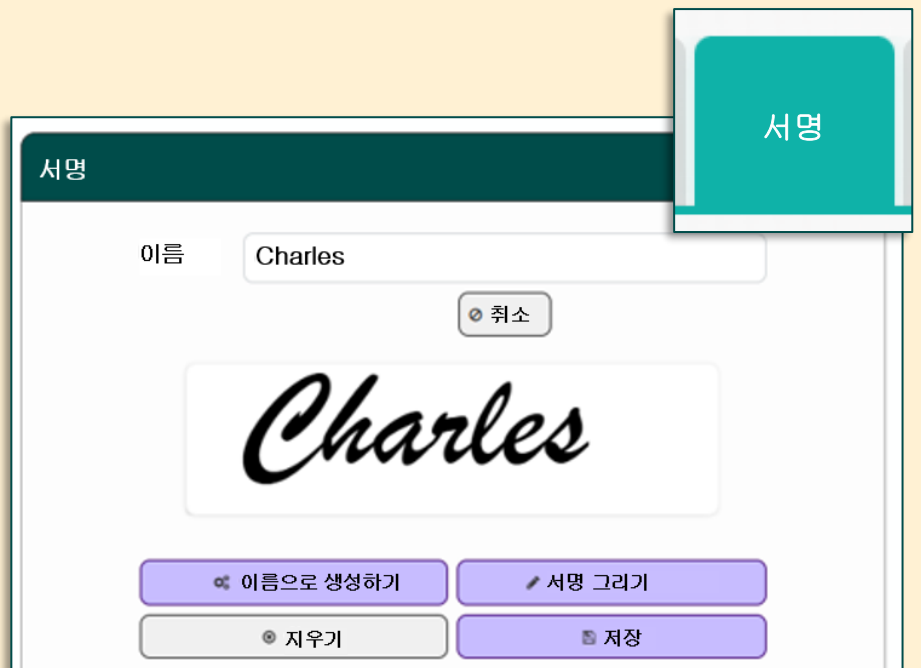 서명
서명
이름
Charles
취소
Charles
이름으로 생성하기
서명 그리기
지우기
저장